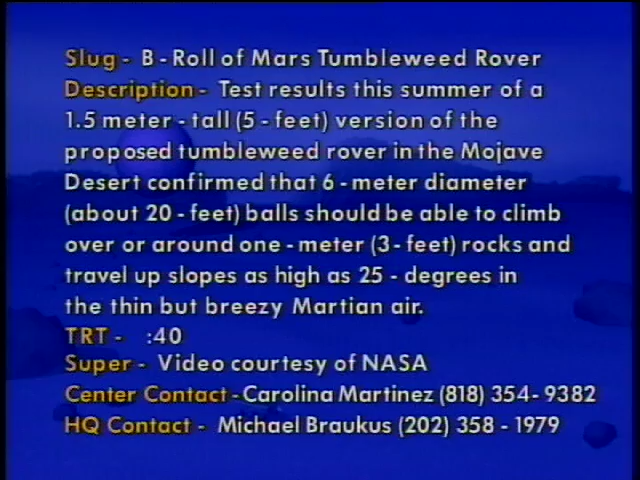 Slug - B - Roll of Mars Tumbleweed Rover
Description - Test results this summer of a
1.5 meter - tall (5 - feet) version of the
proposed tumbleweed rover in the Mojave
Desert confirmed that 6 - meter diameter
(about 20 - feet) balls should be able to climb
over or around one - meter (3 - feet) rocks and
travel up slopes as high as 25 - degrees in
the thin but breezy Martian air.
TRT - :40
Super - Video courtesy of NASA
Center Contact - Carolina Martinez (818) 354 - 9382
HQ Contact - Michael Braukus (202) 358 - 1979